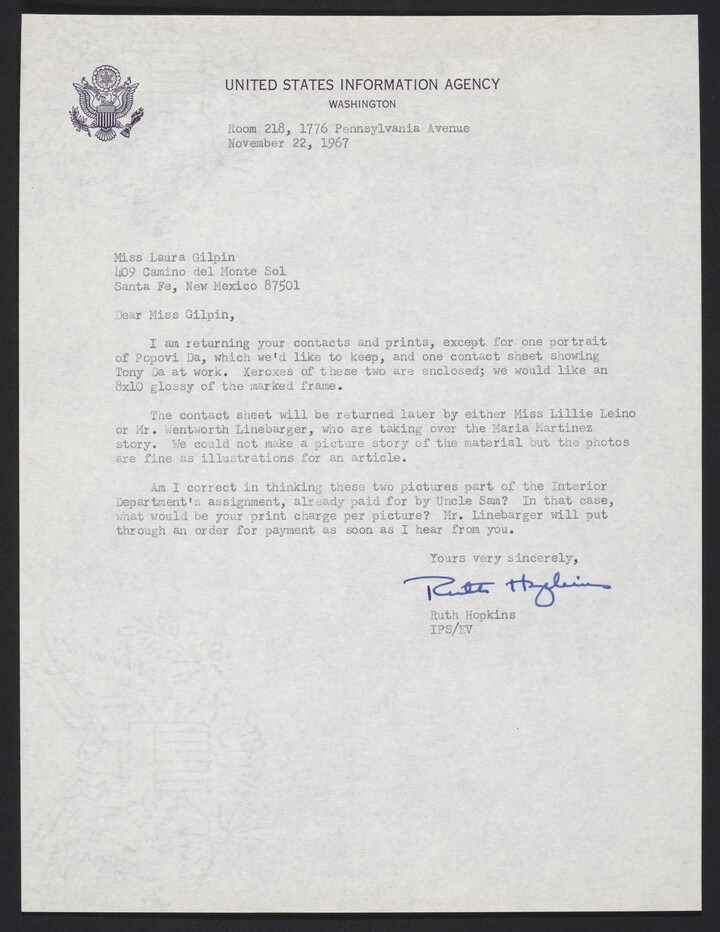 UNITED STATES INFORMATION AGENCY
WASHINGTON
Room 218, 1776 Pennsylvania Avenue
November 22, 1967
Miss Laura Gilpin
409 Camino del Monte Sol
Santa Fe, New Mexico 87501
Dear Miss Gilpin,
I am returning your contacts and prints, except for one portrait
of Popovi Da, which we'd like to keep, and one contact sheet showing
Tony Da at work. Xeroxes of these two are enclosed; we would like an
8x10 glossy of the marked frame.
The contact sheet will be returned later by either Miss Lillie Leino
or Mr. Wentworth Linebarger, who are taking over the Maria Martinez
story. We could not make a picture story of the material but the photos
are fine as illustrations for an article.
Am I correct in thinking these two pictures part of the Interior
Department's assignment, already paid for by Uncle Sam? In that case,
what would be your print charge per picture? Mr. Linebarger will put
through an order for payment as soon as I hear from you.
Yours very sincerely,
Ruth Hopkins
Ruth Hopkins
IPS/EV